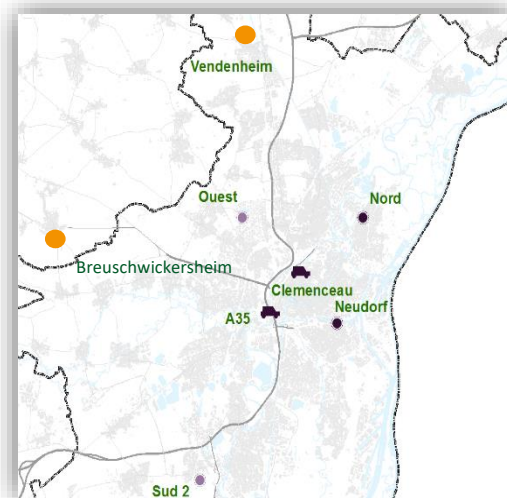 Vendenheim
Ouest
Nord
Breuschwickersheim
Clemenceau
A35
Neudorf
Sud 2